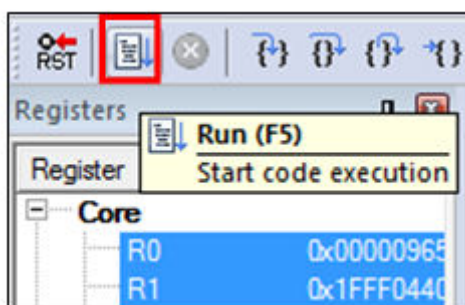 RST
{} {} {} {}
Registers
Run (F5)
Register
Start code execution
Core
R0 0x00000965
R1 0x1FFF0440